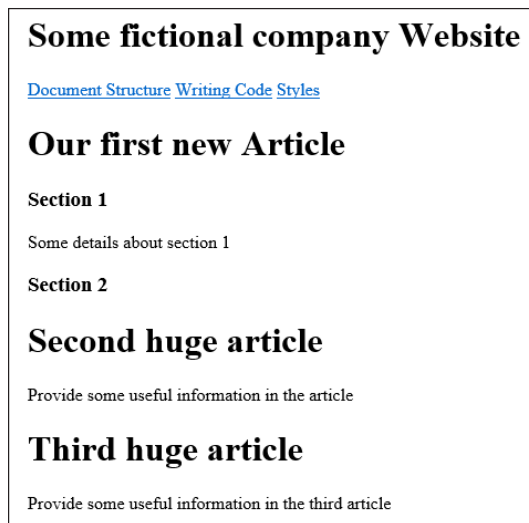 Some fictional company Website
Document Structure Writing Code Styles
Our first new Article
Section 1
Some details about section 1
Section 2
Second huge article
Provide some useful information in the article
Third huge article
Provide some useful information in the third article